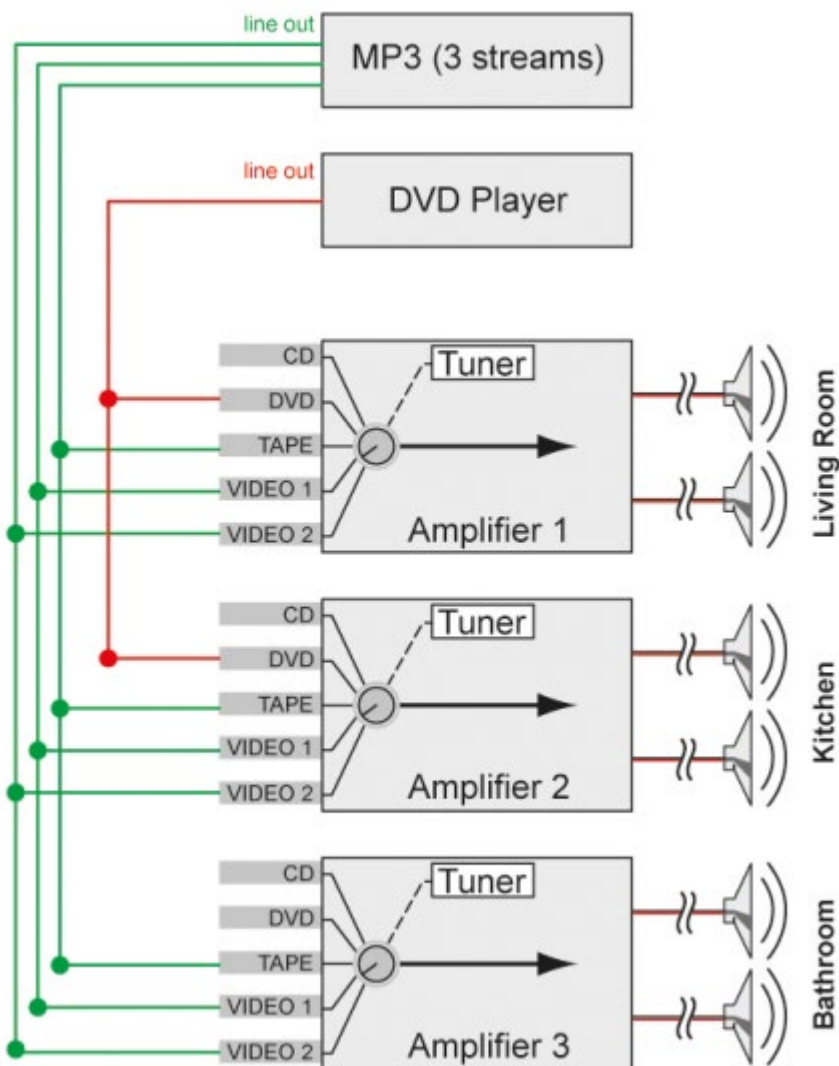 line out
MP3 (3 streams)
line out
DVD Player
CD
DVD
TAPE
VIDEO 1
VIDEO 2
Tuner
Amplifier 1
Living Room
CD
DVD
TAPE
VIDEO 1
VIDEO 2
Tuner
Amplifier 2
Kitchen
CD
DVD
TAPE
VIDEO 1
VIDEO 2
Tuner
Amplifier 3
Bathroom